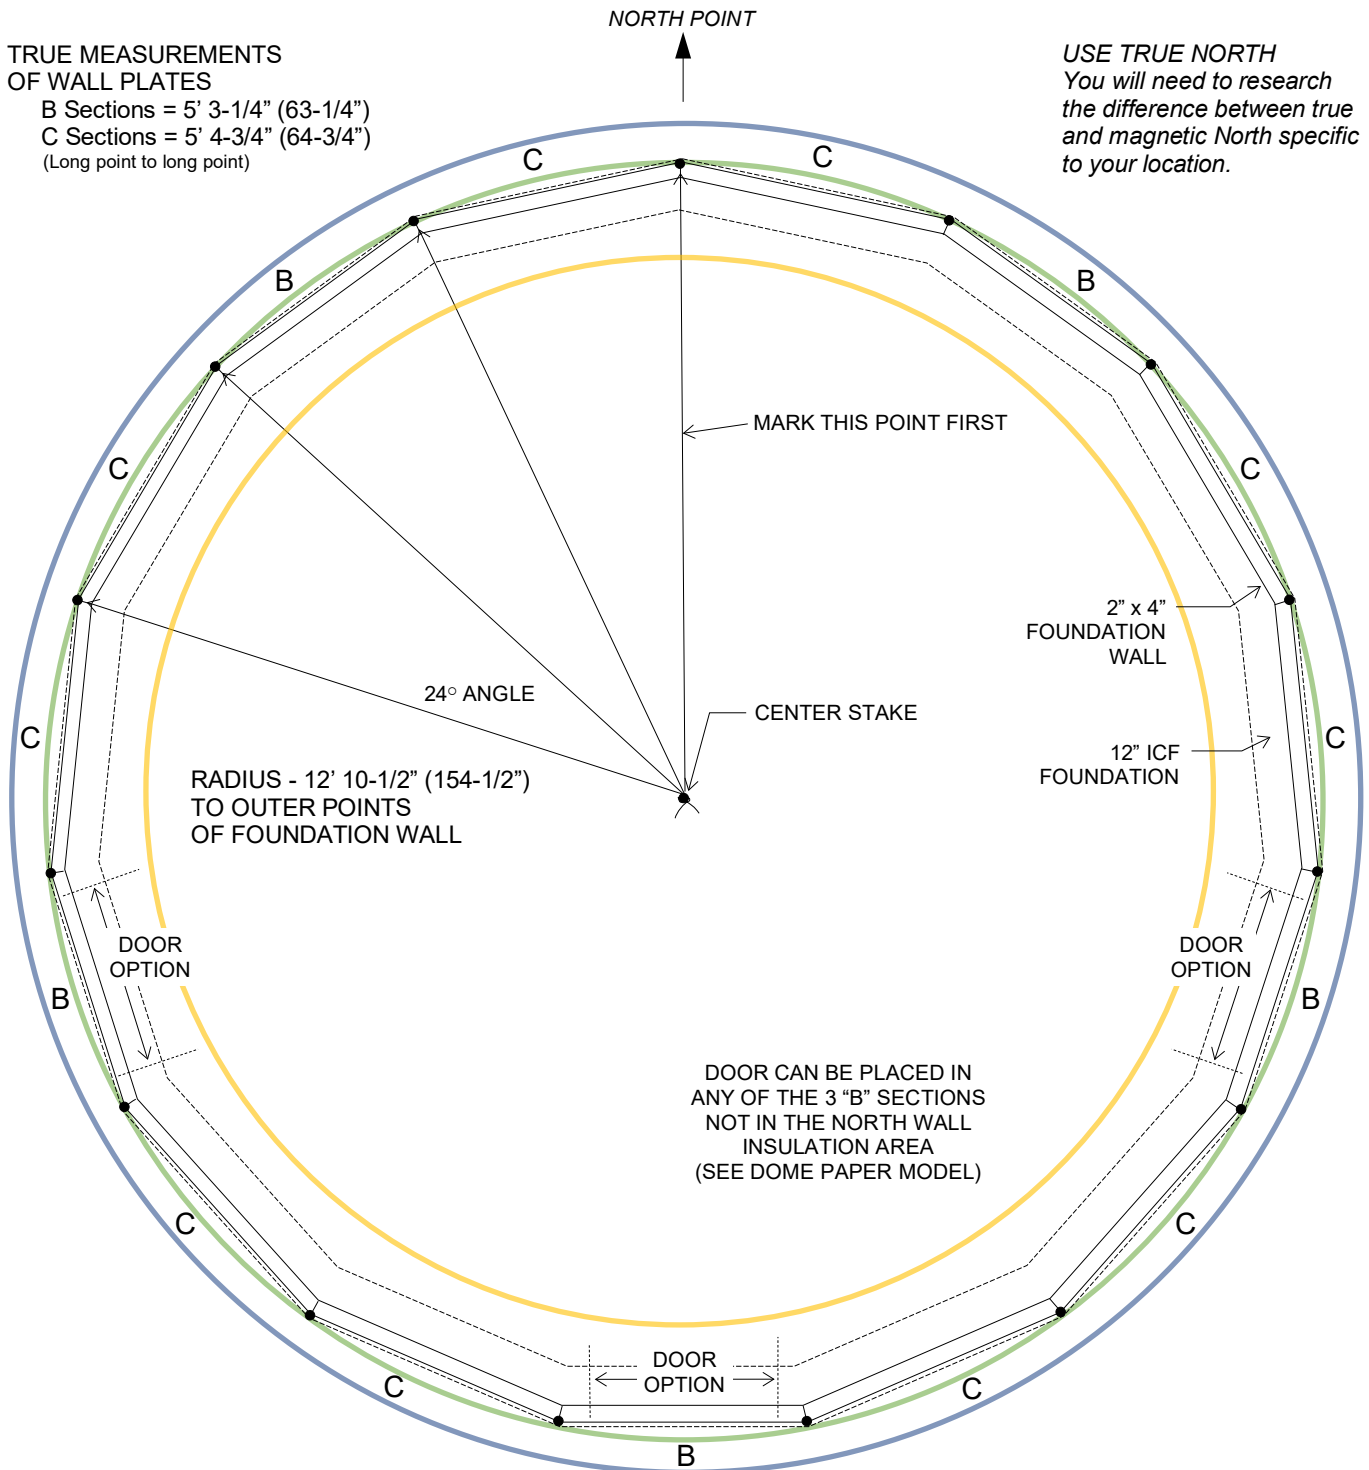 NORTH POINT
TRUE MEASUREMENTS
OF WALL PLATES
B Sections = 5’ 3-1/4” (63-1/4”)
C Sections = 5’ 4-3/4” (64-3/4”)
(Long point to long point)
USE TRUE NORTH
You will need to research
the difference between true
and magnetic North specific
to your location.
C
C
B
B
MARK THIS POINT FIRST
C
C
2” x 4”
FOUNDATION
WALL
24○ ANGLE
CENTER STAKE
C
C
12” ICF
FOUNDATION
RADIUS - 12’ 10-1/2” (154-1/2”)
TO OUTER POINTS
OF FOUNDATION WALL
DOOR
OPTION
DOOR
OPTION
B
B
DOOR CAN BE PLACED IN
ANY OF THE 3 “B” SECTIONS
NOT IN THE NORTH WALL
INSULATION AREA
(SEE DOME PAPER MODEL)
C
C
DOOR
OPTION
C
C
B